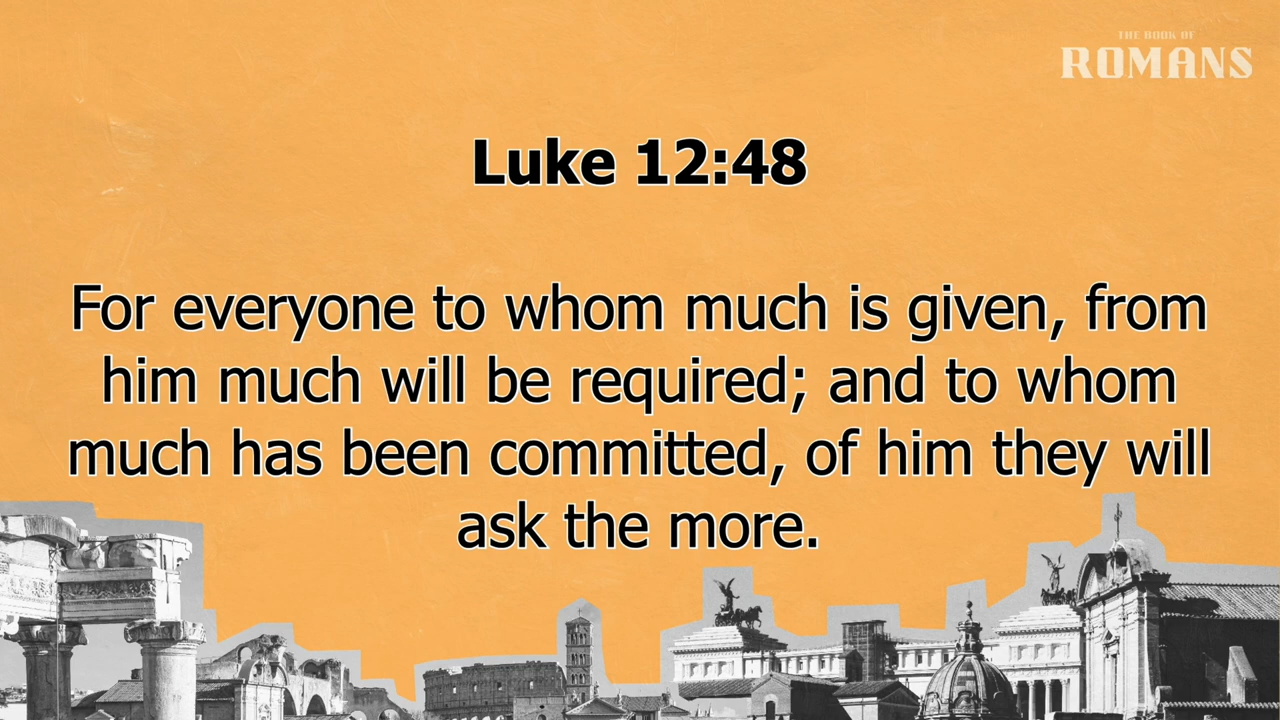 THE BOOK OF
ROMANS
Luke 12:48
For everyone to whom much is given, from
him much will be required; and to whom
much has been committed, of him they will
ask the more.